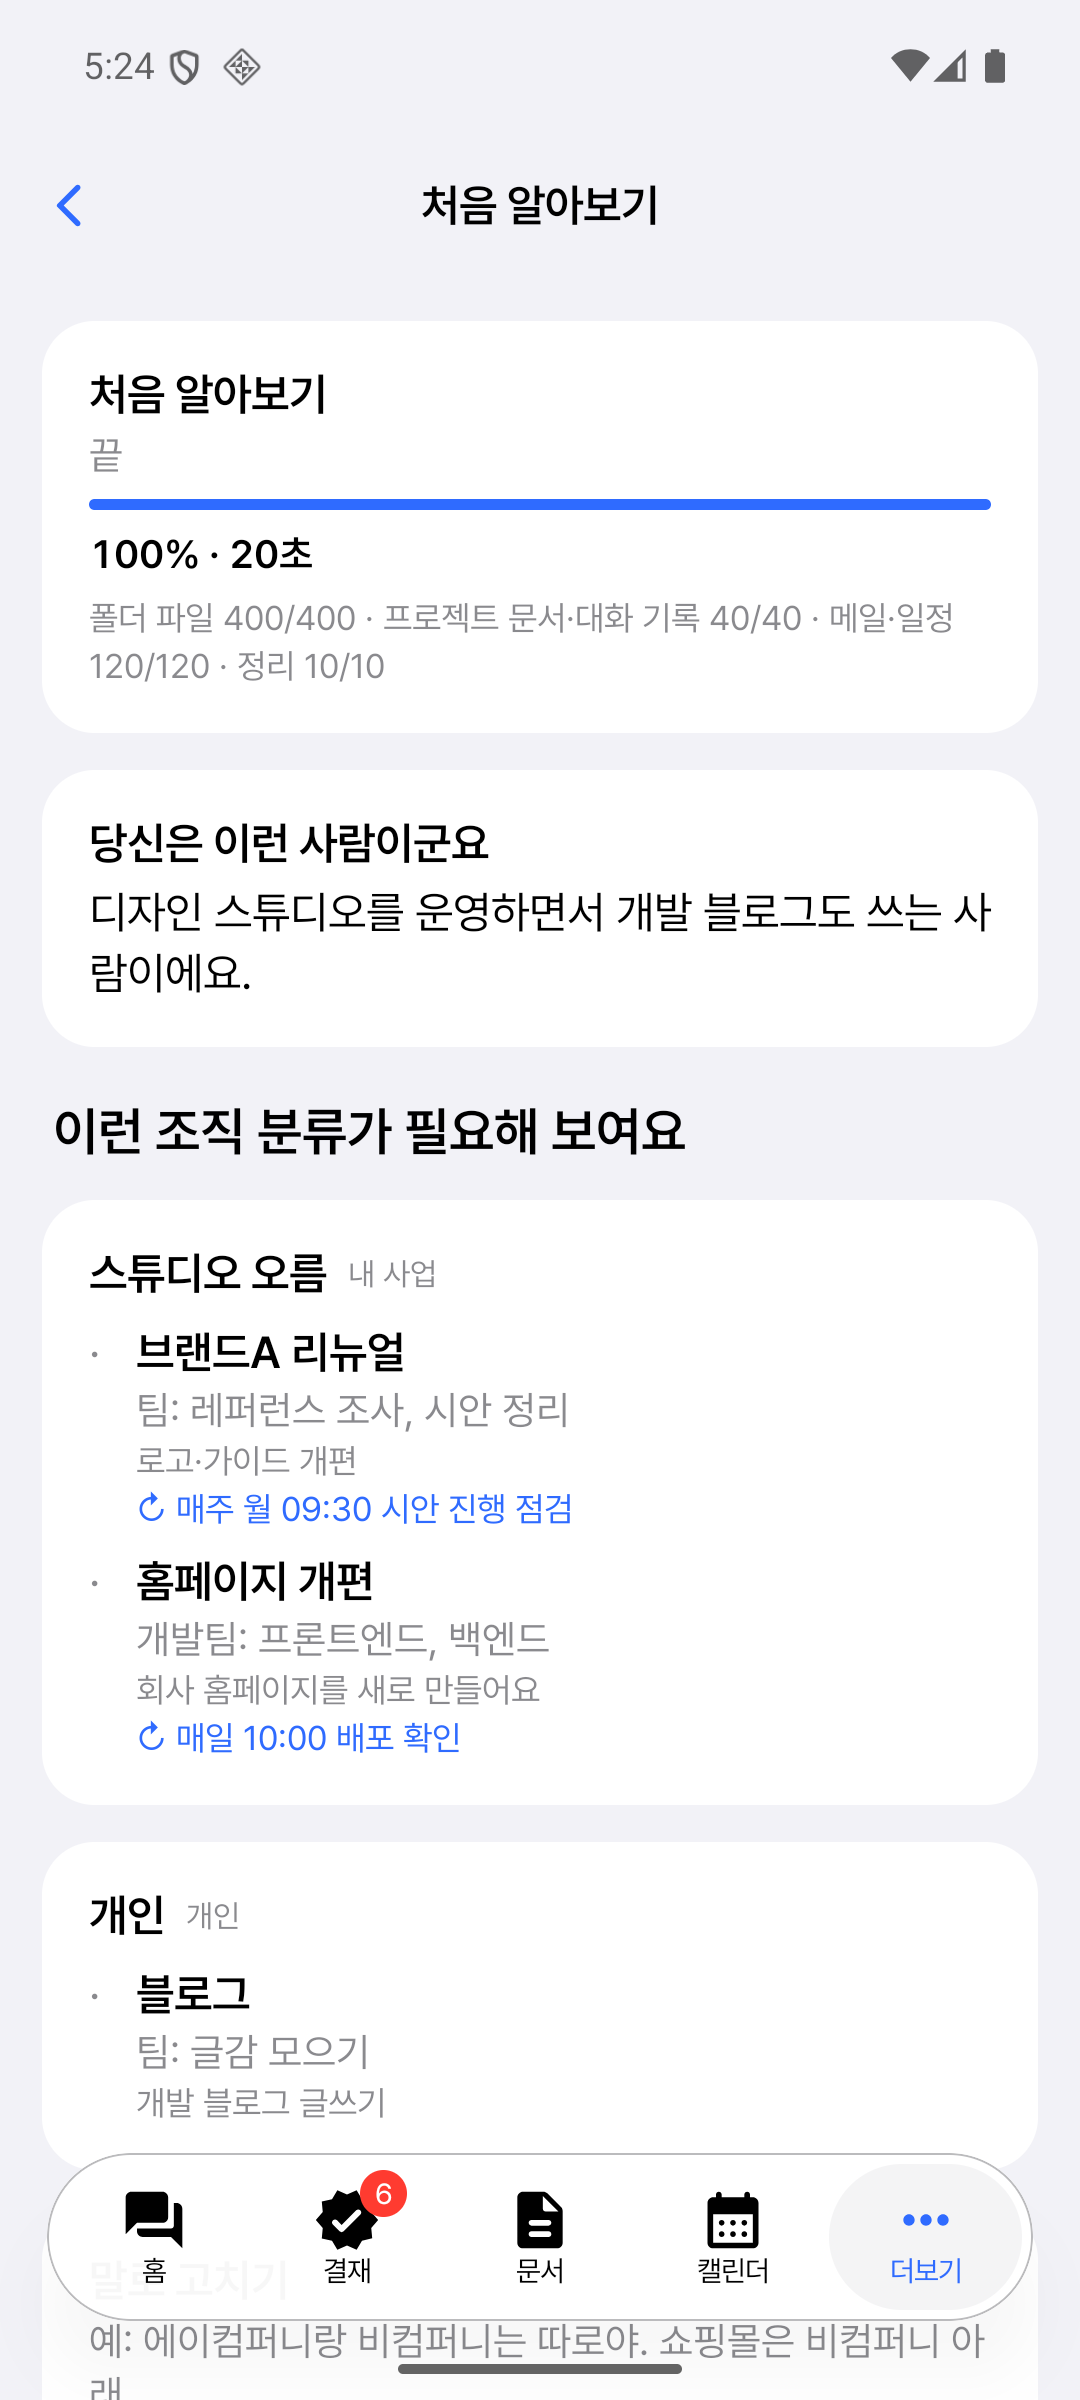 5:24
처음 알아보기
처음 알아보기
끝
100% · 20초
폴더 파일 400/400 · 프로젝트 문서·대화 기록 40/40 · 메일·일정
120/120 · 정리 10/10
당신은 이런 사람이군요
디자인 스튜디오를 운영하면서 개발 블로그도 쓰는 사
람이에요.
이런 조직 분류가 필요해 보여요
스튜디오 오름 내 사업
· 브랜드A 리뉴얼
팀: 레퍼런스 조사, 시안 정리
로고·가이드 개편
↻ 매주 월 09:30 시안 진행 점검
· 홈페이지 개편
개발팀: 프론트엔드, 백엔드
회사 홈페이지를 새로 만들어요
↻ 매일 10:00 배포 확인
개인 개인
· 블로그
팀: 글감 모으기
개발 블로그 글쓰기
6
홈 결재 문서 캘린더 더보기
말로 고치기
예: 에이컴퍼니랑 비컴퍼니는 따로야. 쇼핑몰은 비컴퍼니 아
래